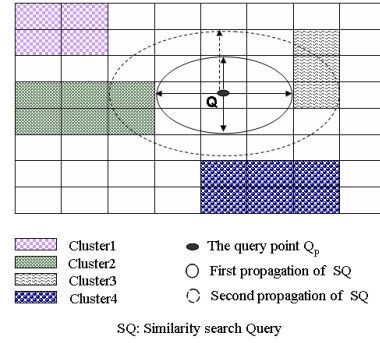 Q
Cluster1
Cluster2
Cluster3
Cluster4
The query point Qp
First propagation of SQ
Second propagation of SQ
SQ: Similarity search Query